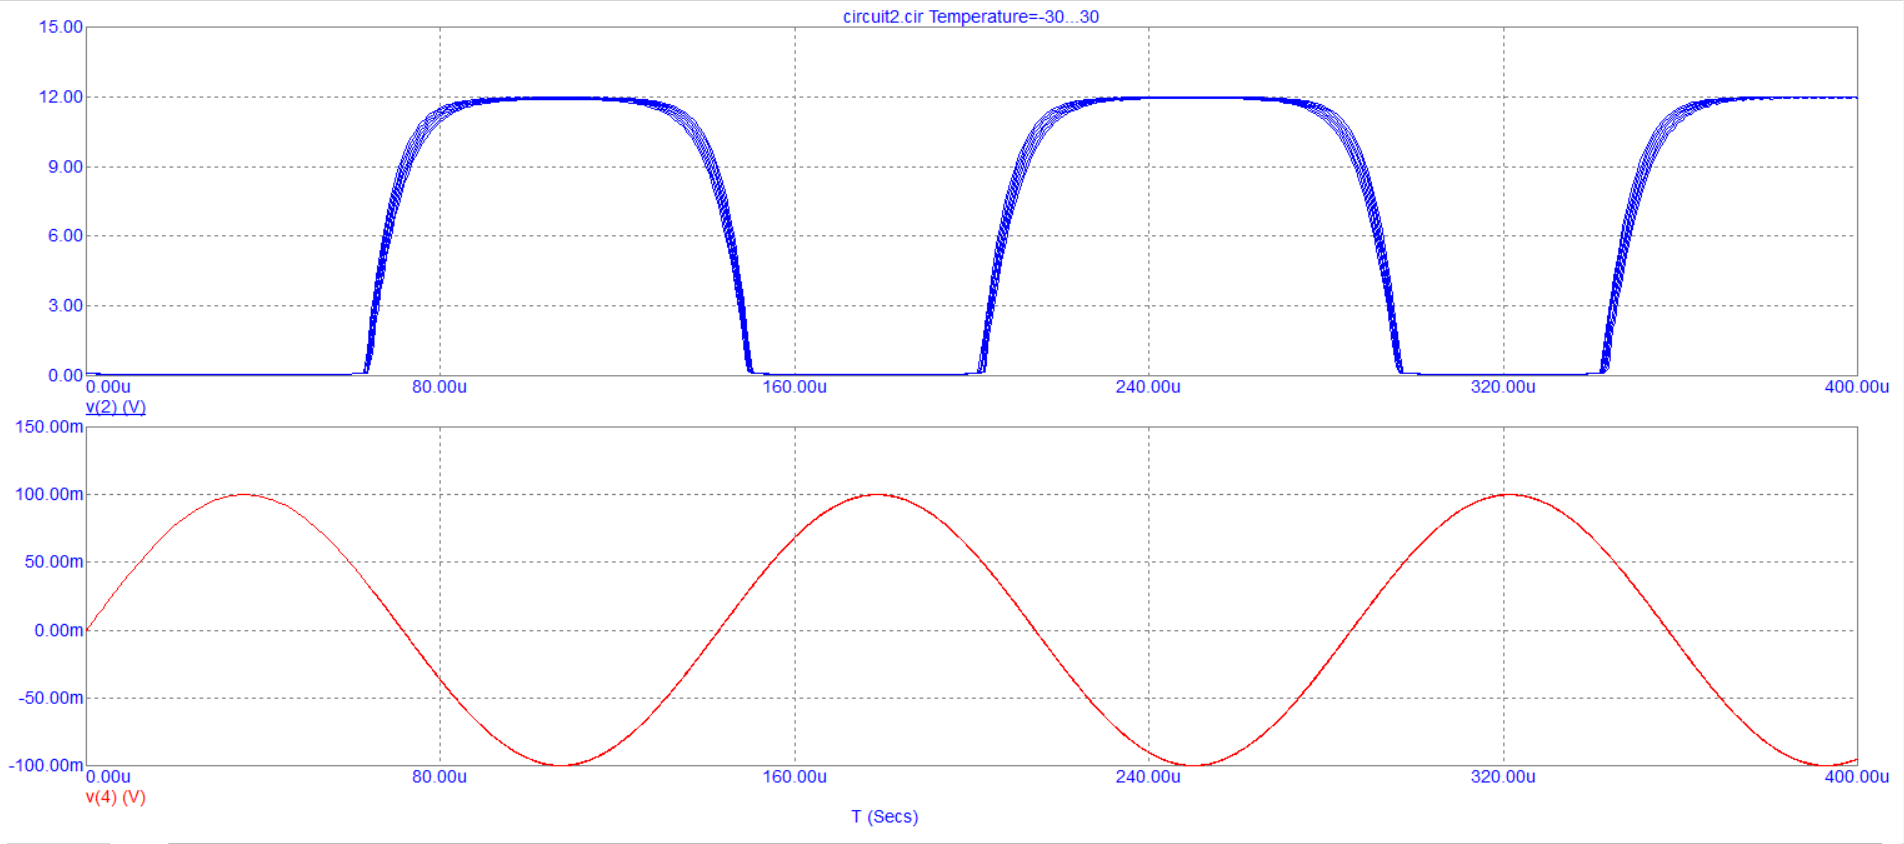 circuit2.cir Temperature=-30...30
15.00
12.00
9.00
6.00
3.00
0.00
0.00u 80.00u 160.00u 240.00u 320.00u 400.00u
v(2) (V)
150.00m
100.00m
50.00m
0.00m
-50.00m
-100.00m
0.00u 80.00u 160.00u 240.00u 320.00u 400.00u
v(4) (V)
T (Secs)